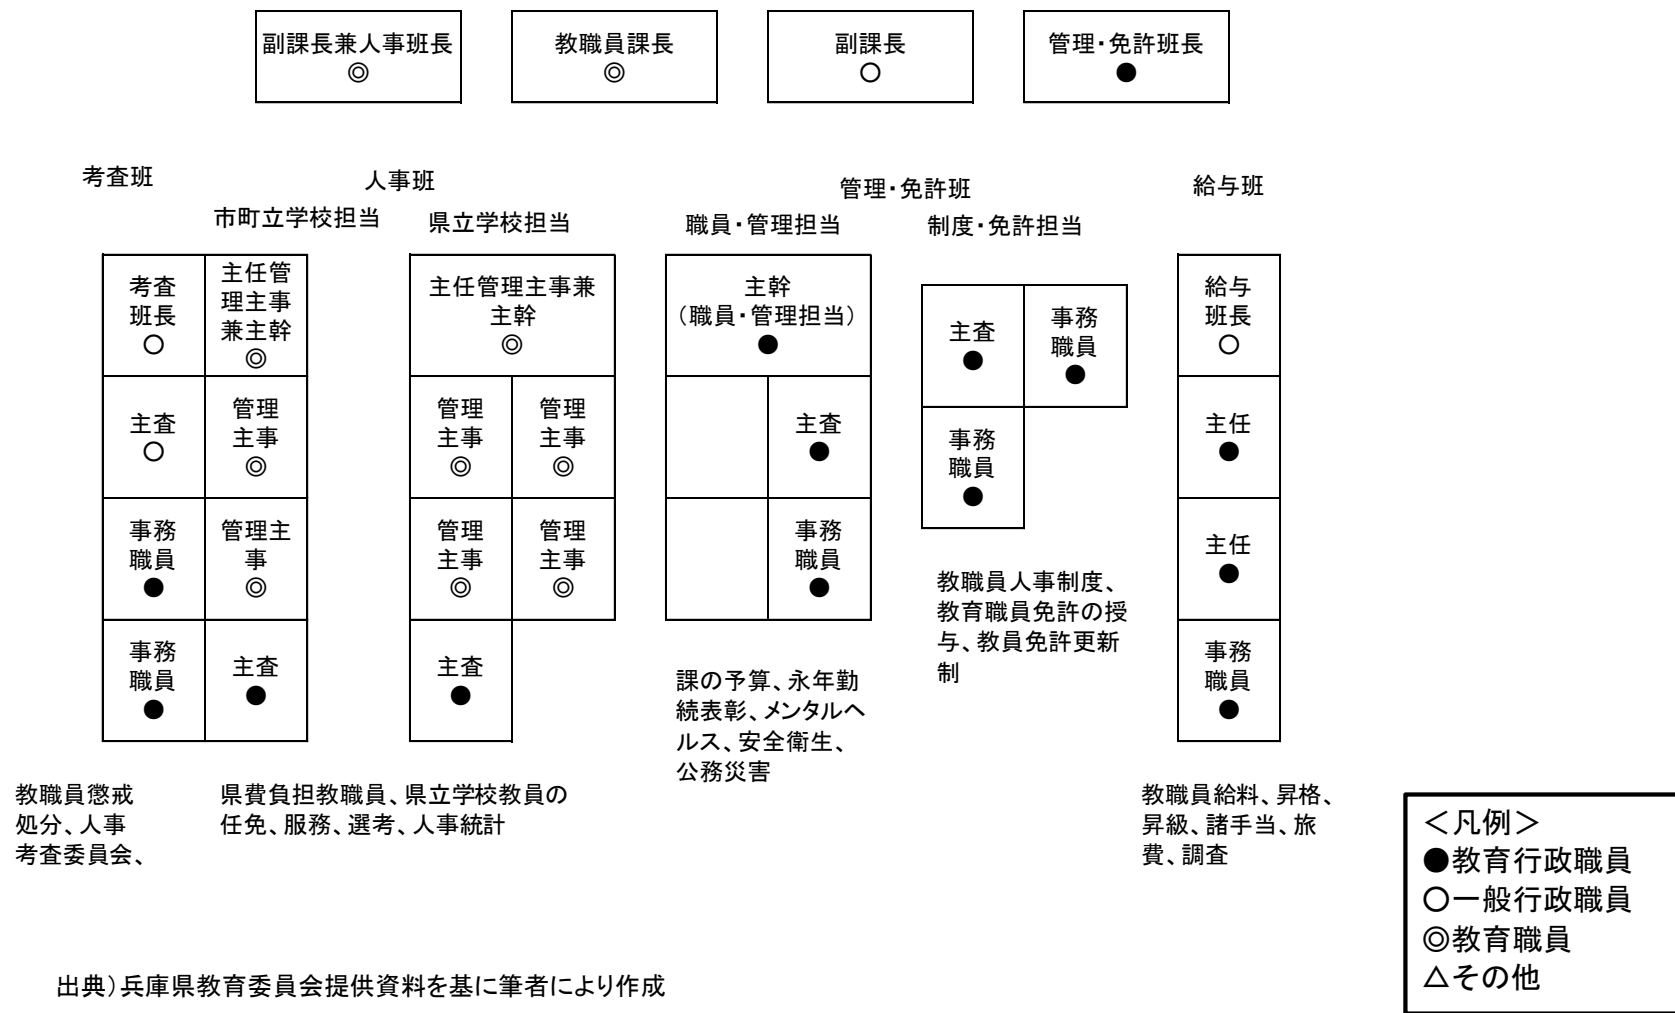 副課長兼人事班長
◎
教職員課長
◎
副課長
○
管理・免許班長
●
考査班
人事班
管理・免許班
給与班
市町立学校担当
県立学校担当
職員・管理担当
制度・免許担当
考査
班長
○
主査
○
事務
職員
●
事務
職員
●
主任管
理主事
兼主幹
◎
管理
主事
◎
管理主
事
◎
主査
●
主任管理主事兼
主幹
◎
管理
主事
◎
管理
主事
◎
管理
主事
◎
管理
主事
◎
主査
●
主幹
（職員・管理担当）
●
主査
●
事務
職員
●
主査
●
事務
職員
●
事務
職員
●
給与
班長
○
主任
●
主任
●
事務
職員
●
教職員懲戒
処分、人事
考査委員会、
県費負担教職員、県立学校教員の
任免、服務、選考、人事統計
課の予算、永年勤
続表彰、メンタルヘ
ルス、安全衛生、
公務災害
教職員人事制度、
教育職員免許の授
与、教員免許更新
制
教職員給料、昇格、
昇級、諸手当、旅
費、調査
＜凡例＞
●教育行政職員
○一般行政職員
◎教育職員
△その他
出典）兵庫県教育委員会提供資料を基に筆者により作成